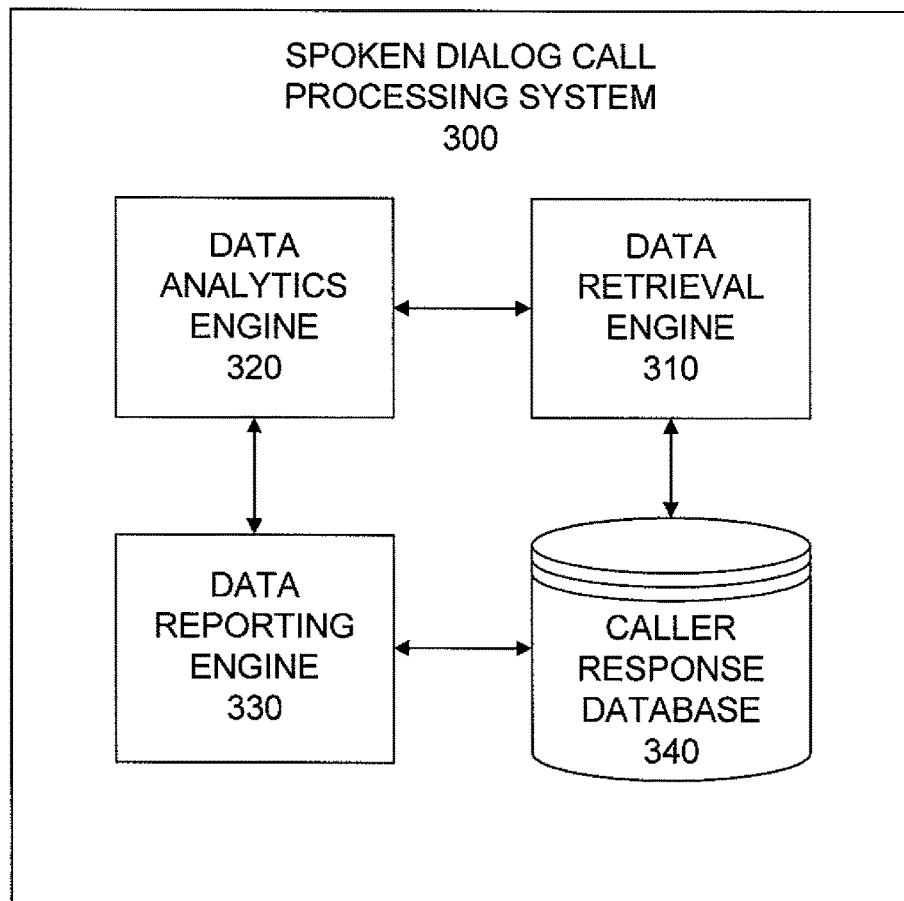 SPOKEN DIALOG CALL
PROCESSING SYSTEM
300
DATA
ANALYTICS
ENGINE
320
DATA
RETRIEVAL
ENGINE
310
DATA
REPORTING
ENGINE
330
CALLER
RESPONSE
DATABASE
340